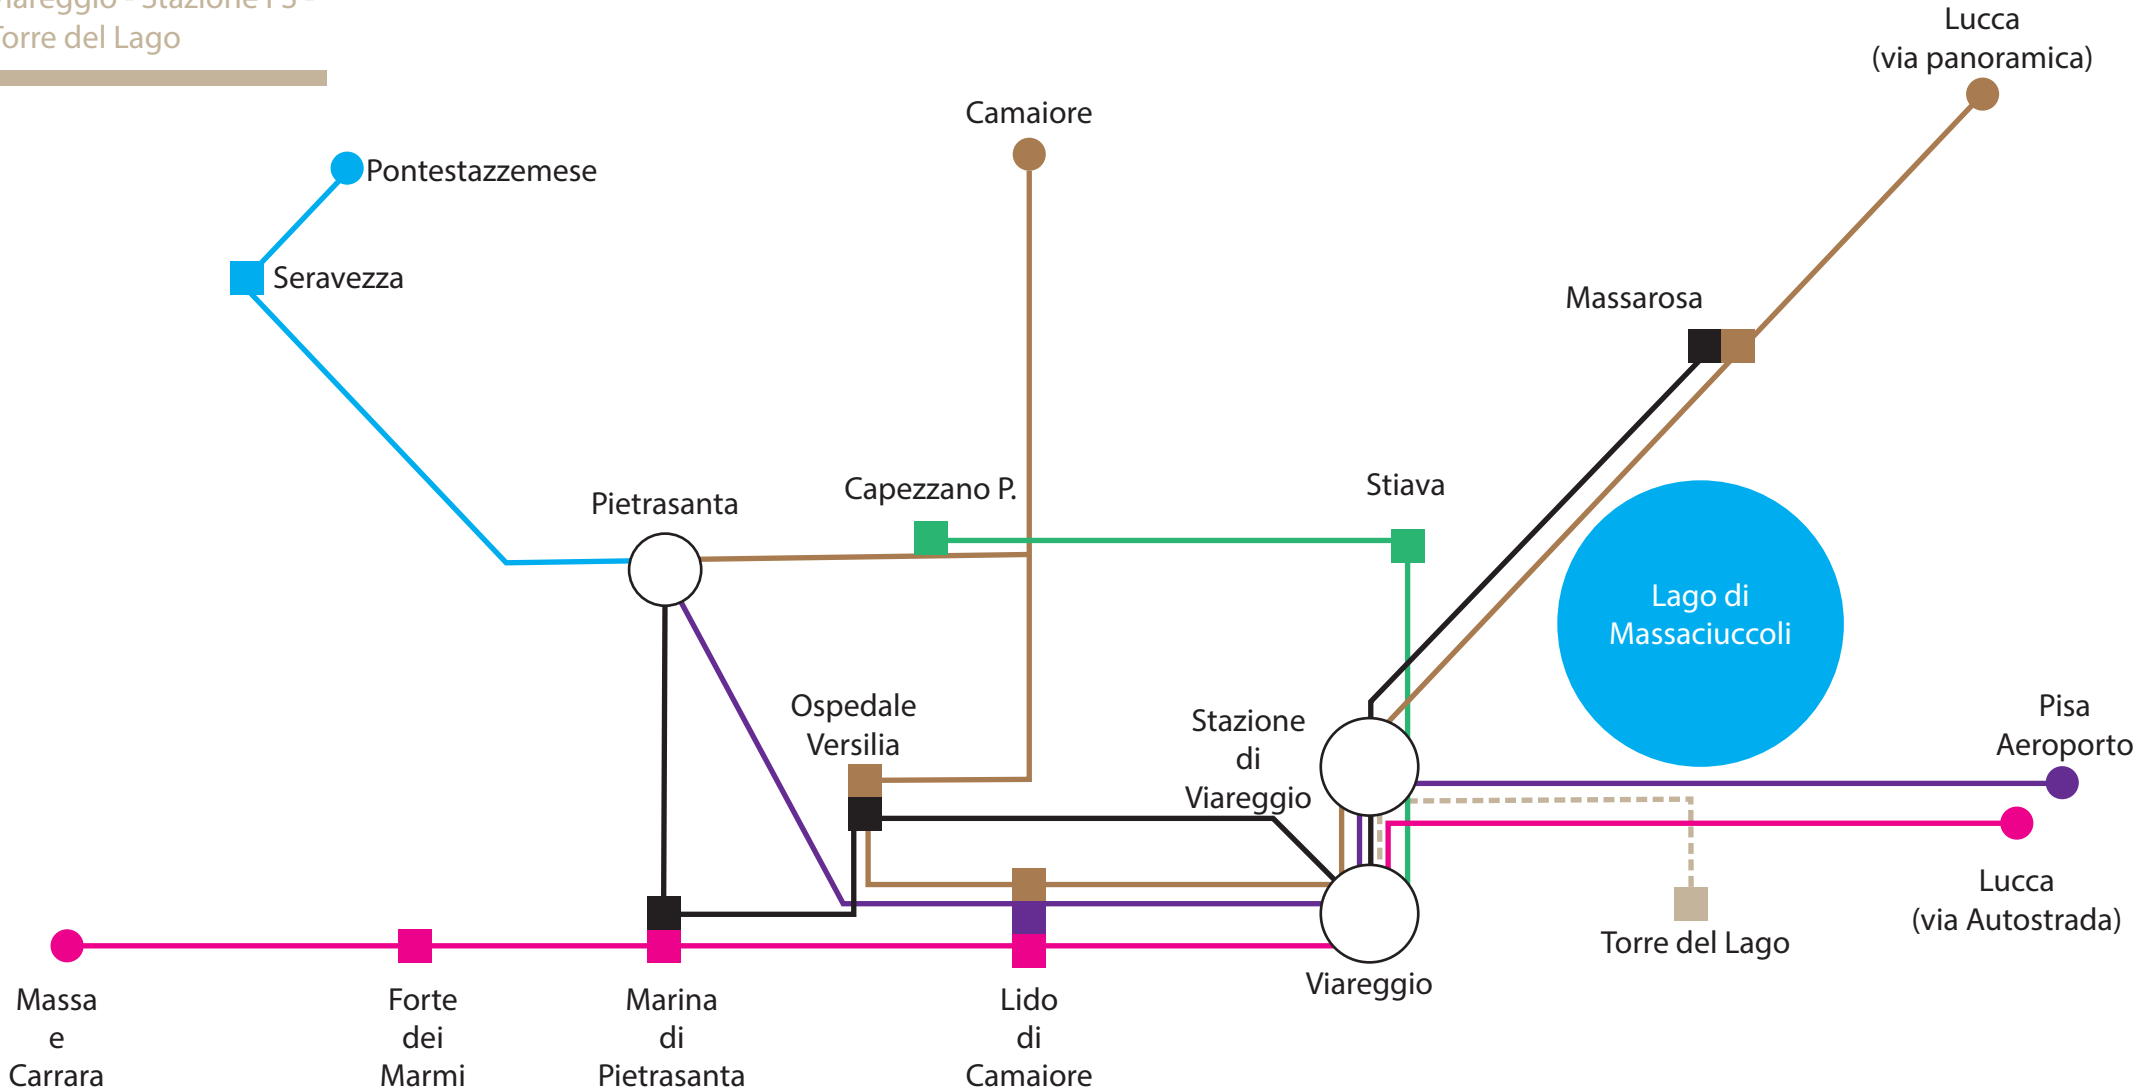 Torre del Lago
Lucca
(via panoramica)
Camaiore
Pontestazzemese
Seravezza
Massarosa
Pietrasanta
Capezzano P.
Stiava
Lago di
Massaciuccoli
Ospedale
Versilia
Stazione
di
Viareggio
Pisa
Aeroporto
Lucca
(via Autostrada)
Torre del Lago
Viareggio
Massa
e
Carrara
Forte
dei
Marmi
Marina
di
Pietrasanta
Lido
di
Camaiore